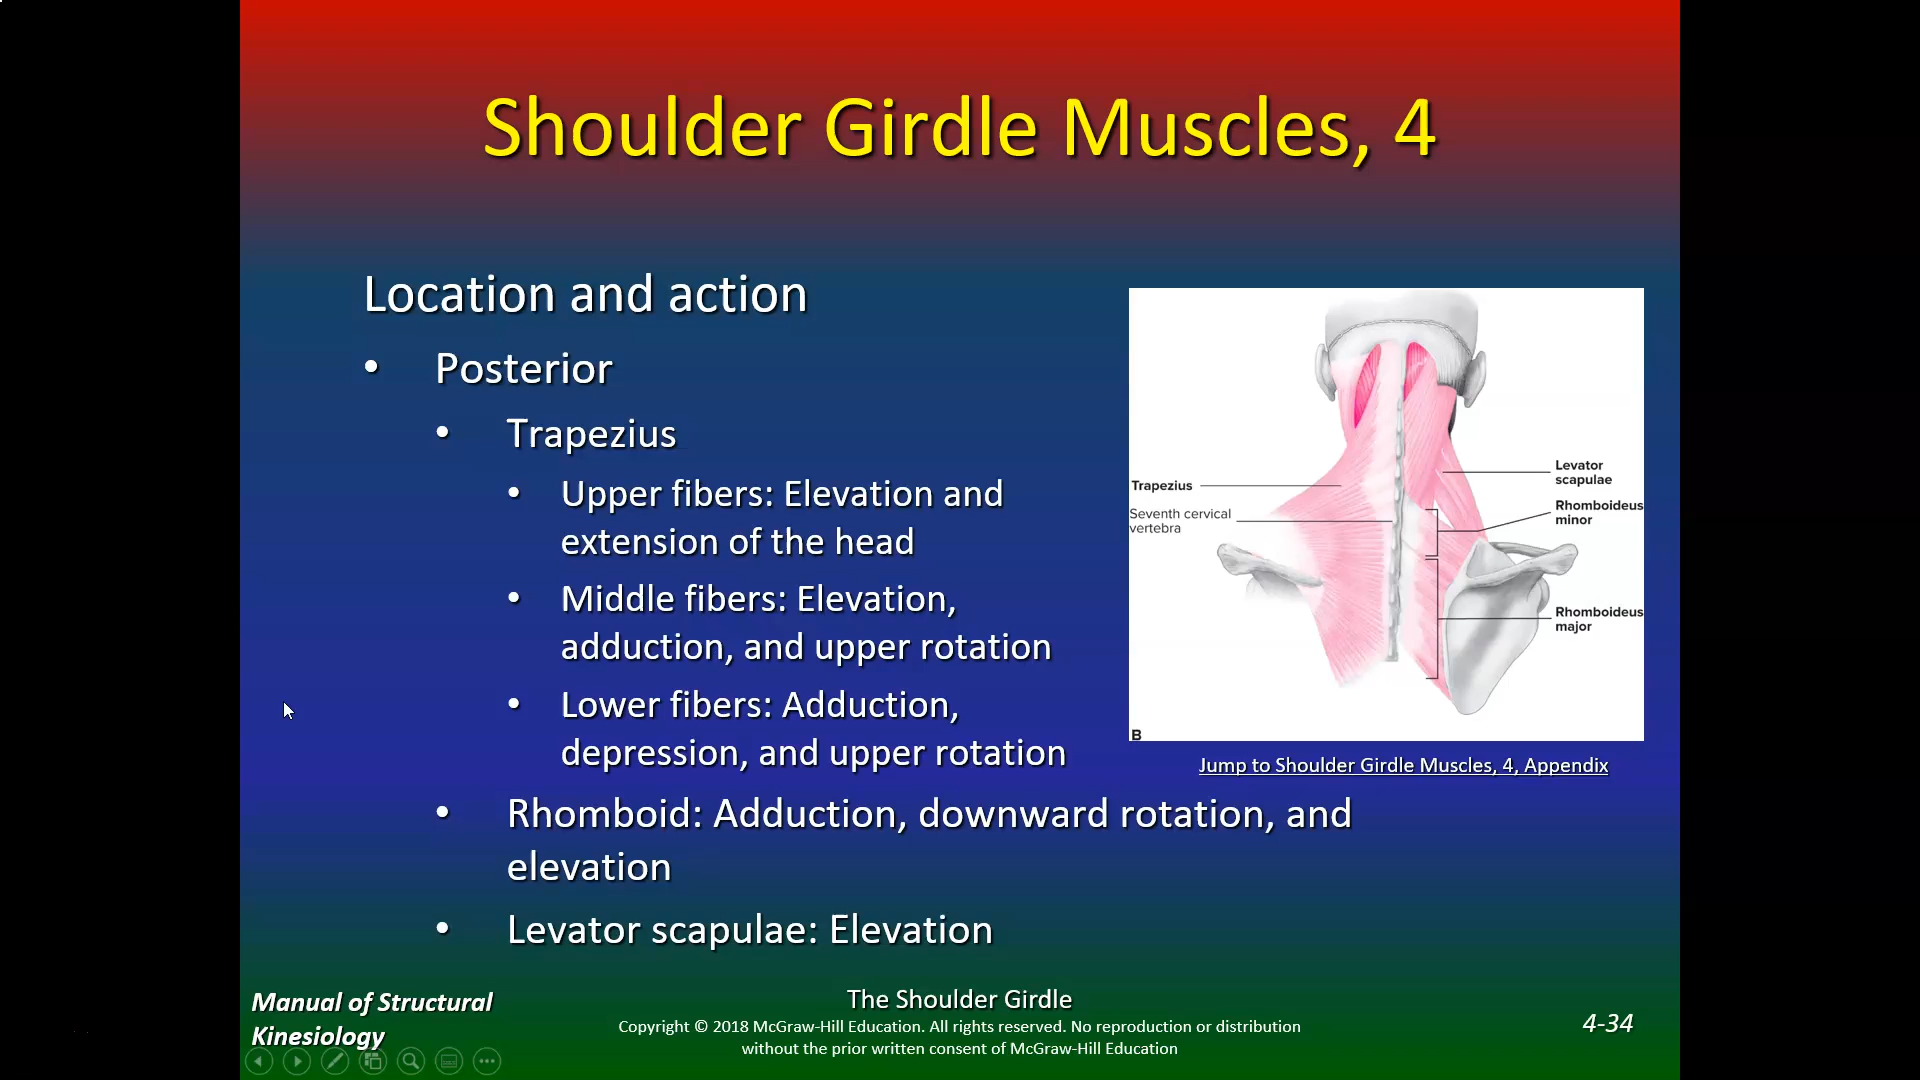 Shoulder Girdle Muscles, 4
Location and action
• Posterior
• Trapezius
• Upper fibers: Elevation and
extension of the head
• Middle fibers: Elevation,
adduction, and upper rotation
• Lower fibers: Adduction,
depression, and upper rotation
• Rhomboid: Adduction, downward rotation, and
elevation
• Levator scapulae: Elevation
Trapezius
Seventh cervical
vertebra
Levator
scapulae
Rhomboideus
minor
Rhomboideus
major
B
Jump to Shoulder Girdle Muscles, 4, Appendix
Manual of Structural
Kinesiology
The Shoulder Girdle
Copyright © 2018 McGraw-Hill Education. All rights reserved. No reproduction or distribution
without the prior written consent of McGraw-Hill Education
4-34